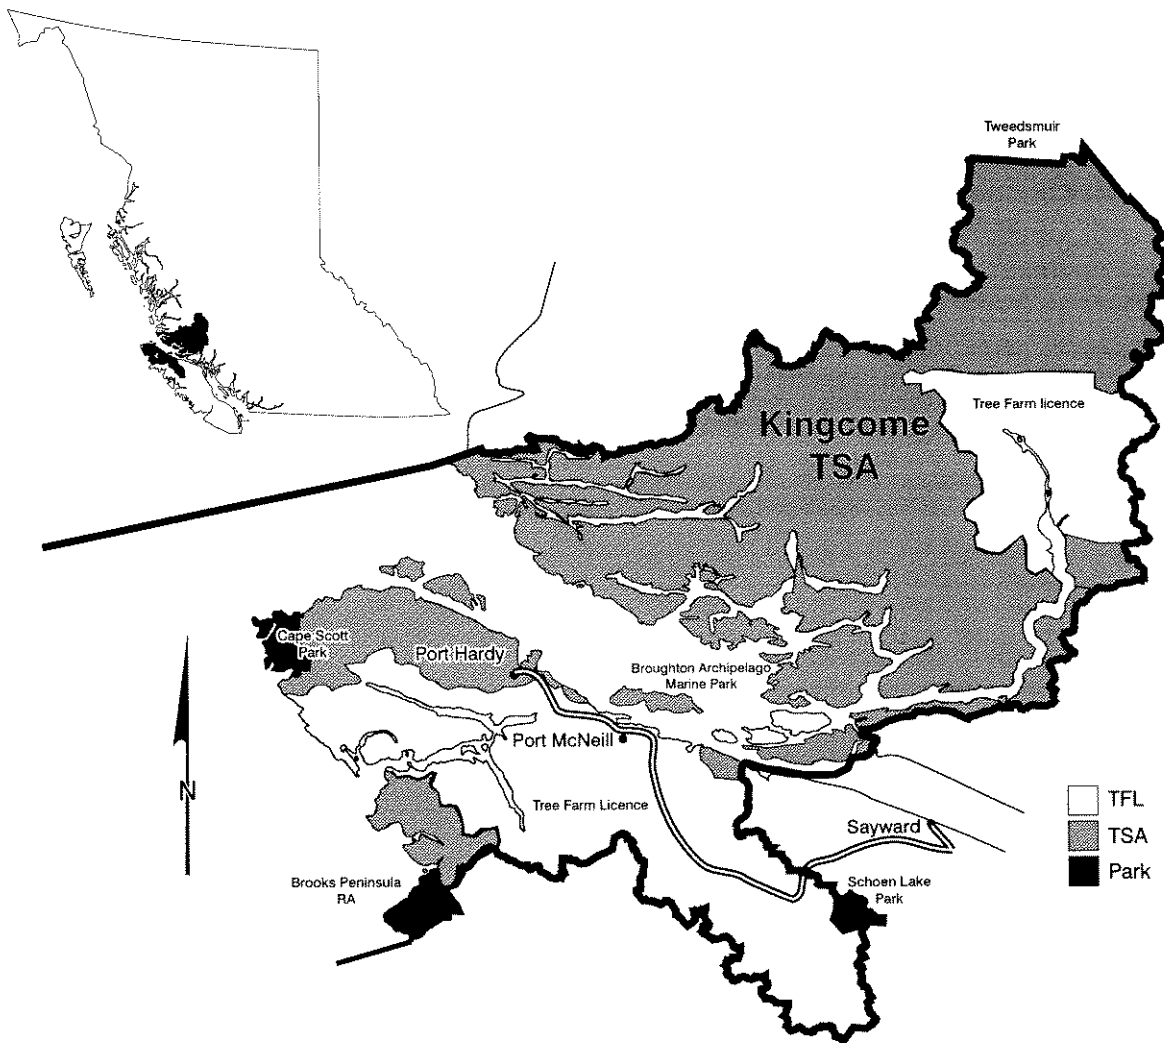 Tweedsmuir
Park
Tree Farm licence
Kingcome
TSA
Cape Scott
Park
Port Hardy
Broughton Archipelago
Marine Park
Port McNeill
N
Tree Farm Licence
TFL
TSA
Park
Sayward
Brooks Peninsula
RA
Schoen Lake
Park